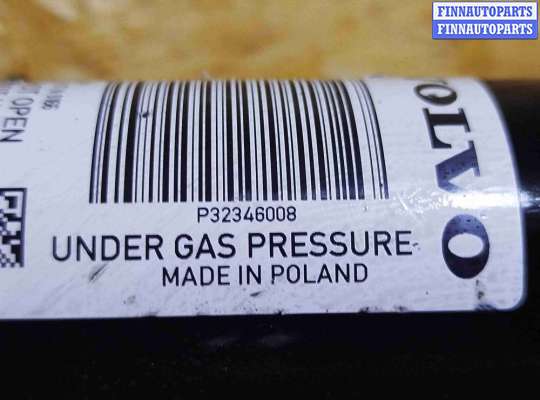 FINNAUTOPARTS
FINNAUTOPARTS
OPEN
P32346008
UNDER GAS PRESSURE
MADE IN POLAND
VOLVO